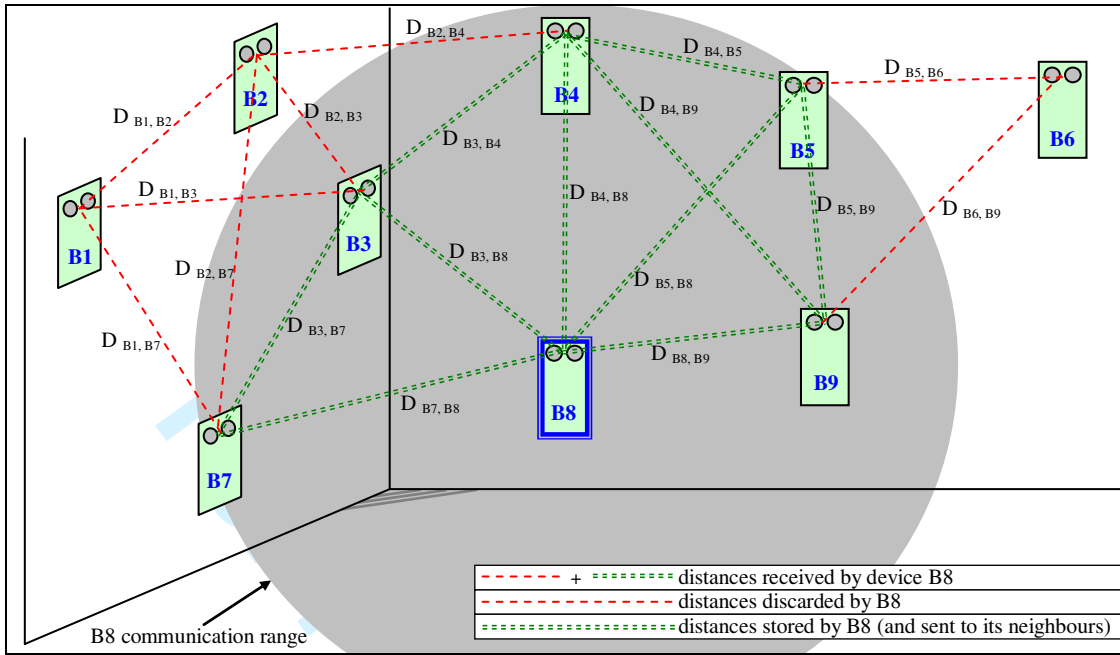 D B2, B4
B2
B4
D B4, B5
D B5, B6
D B1, B2
D B2, B3
D B3, B4
D B4, B9
B5
B6
D B1, B3
B1
B3
D B4, B8
D B5, B9
D B6, B9
D B2, B7
D B3, B8
D B5, B8
D B1, B7
D B3, B7
D B8, B9
B9
D B7, B8
B8
B7
+ distances received by device B8
distances discarded by B8
distances stored by B8 (and sent to its neighbours)
B8 communication range